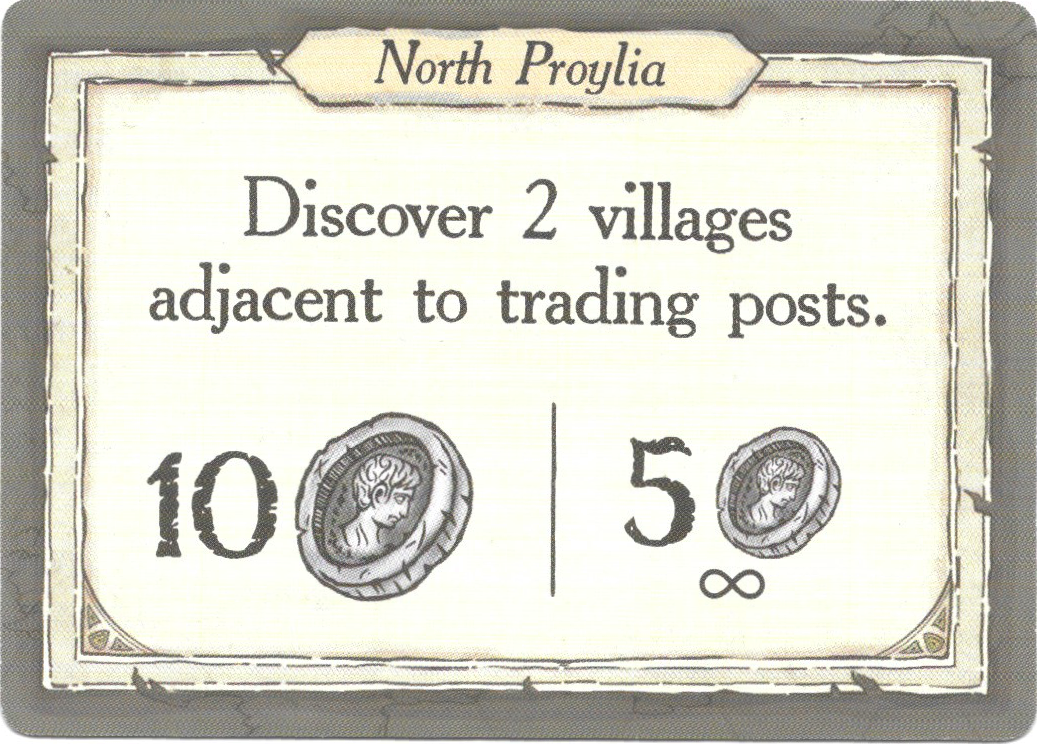 North Proylia
Discover 2 villages
adjacent to trading posts.
10 5
∞